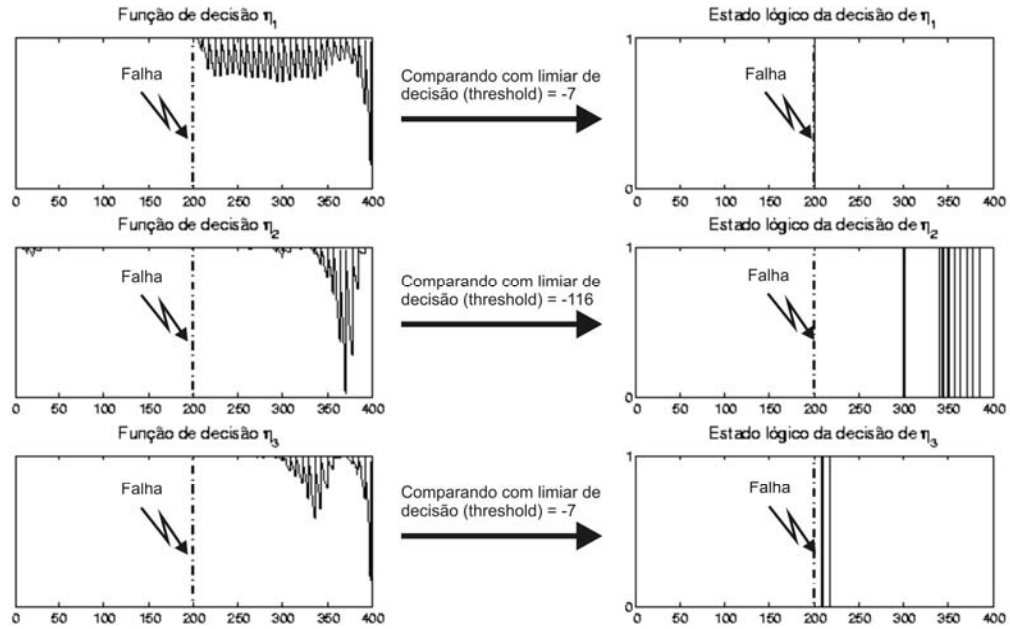 Função de decisão η1
Estado lógico da decisão de η1
1
Falha
Comparando com limiar de
decisão (threshold) = -7
Falha
0
0 50 100 150 200 250 300 350 400
0 50 100 150 200 250 300 350 400
Função de decisão η2
Estado lógico da decisão de η2
1
Falha
Comparando com limiar de
decisão (threshold) = -116
Falha
0
0 50 100 150 200 250 300 350 400
0 50 100 150 200 250 300 350 400
Função de decisão η3
Estado lógico da decisão de η3
1
Falha
Comparando com limiar de
decisão (threshold) = -7
Falha
0
0 50 100 150 200 250 300 350 400
0 50 100 150 200 250 300 350 400